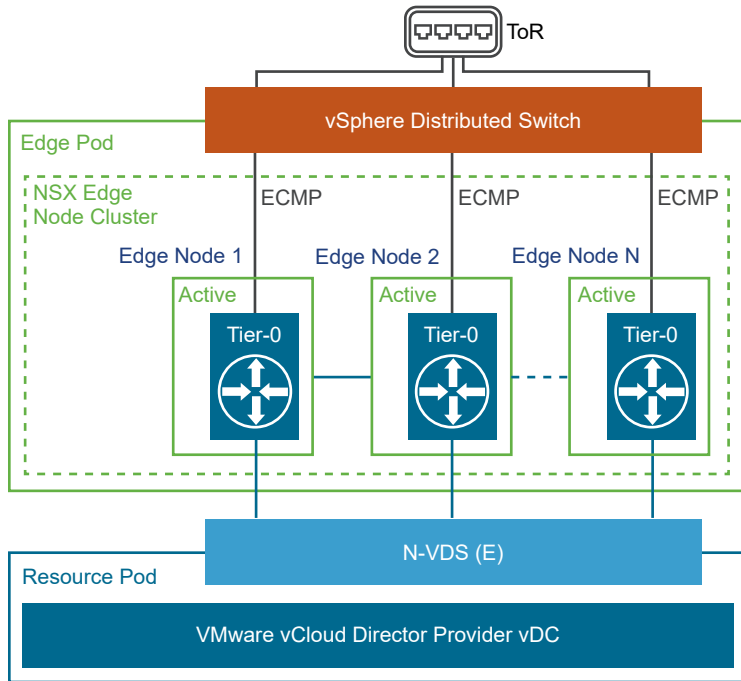 ToR
vSphere Distributed Switch
Edge Pod
NSX Edge
Node Cluster
ECMP
ECMP
ECMP
Edge Node 1
Edge Node 2
Edge Node N
Active
Active
Active
Tier-0
Tier-0
Tier-0
N-VDS (E)
Resource Pod
VMware vCloud Director Provider vDC